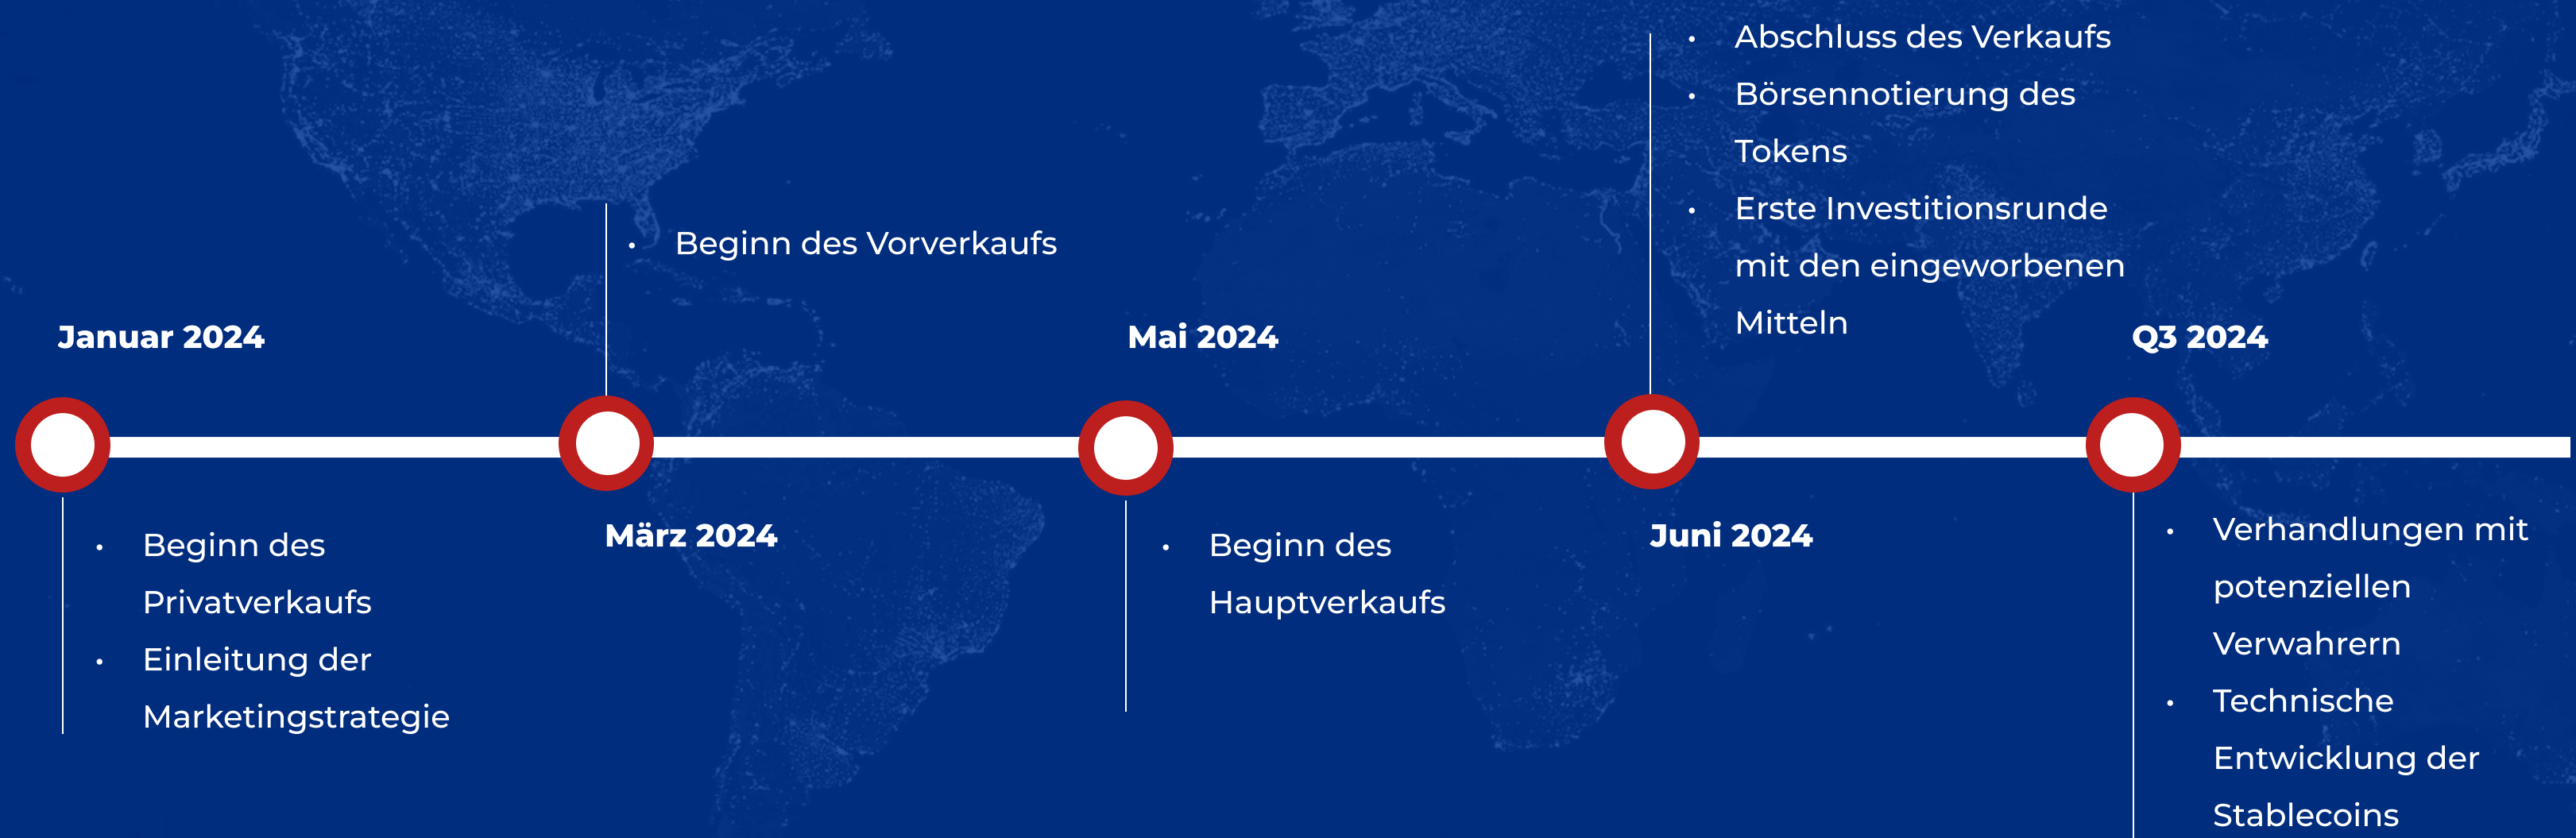 Januar 2024
• Beginn des
Privatverkaufs
• Einleitung der
Marketingstrategie
• Beginn des Vorverkaufs
März 2024
Mai 2024
• Beginn des
Hauptverkaufs
• Abschluss des Verkaufs
• Börsennotierung des
Tokens
• Erste Investitionsrunde
mit den eingeworbenen
Mitteln
Juni 2024
Q3 2024
• Verhandlungen mit
potenziellen
Verwahrern
• Technische
Entwicklung der
Stablecoins